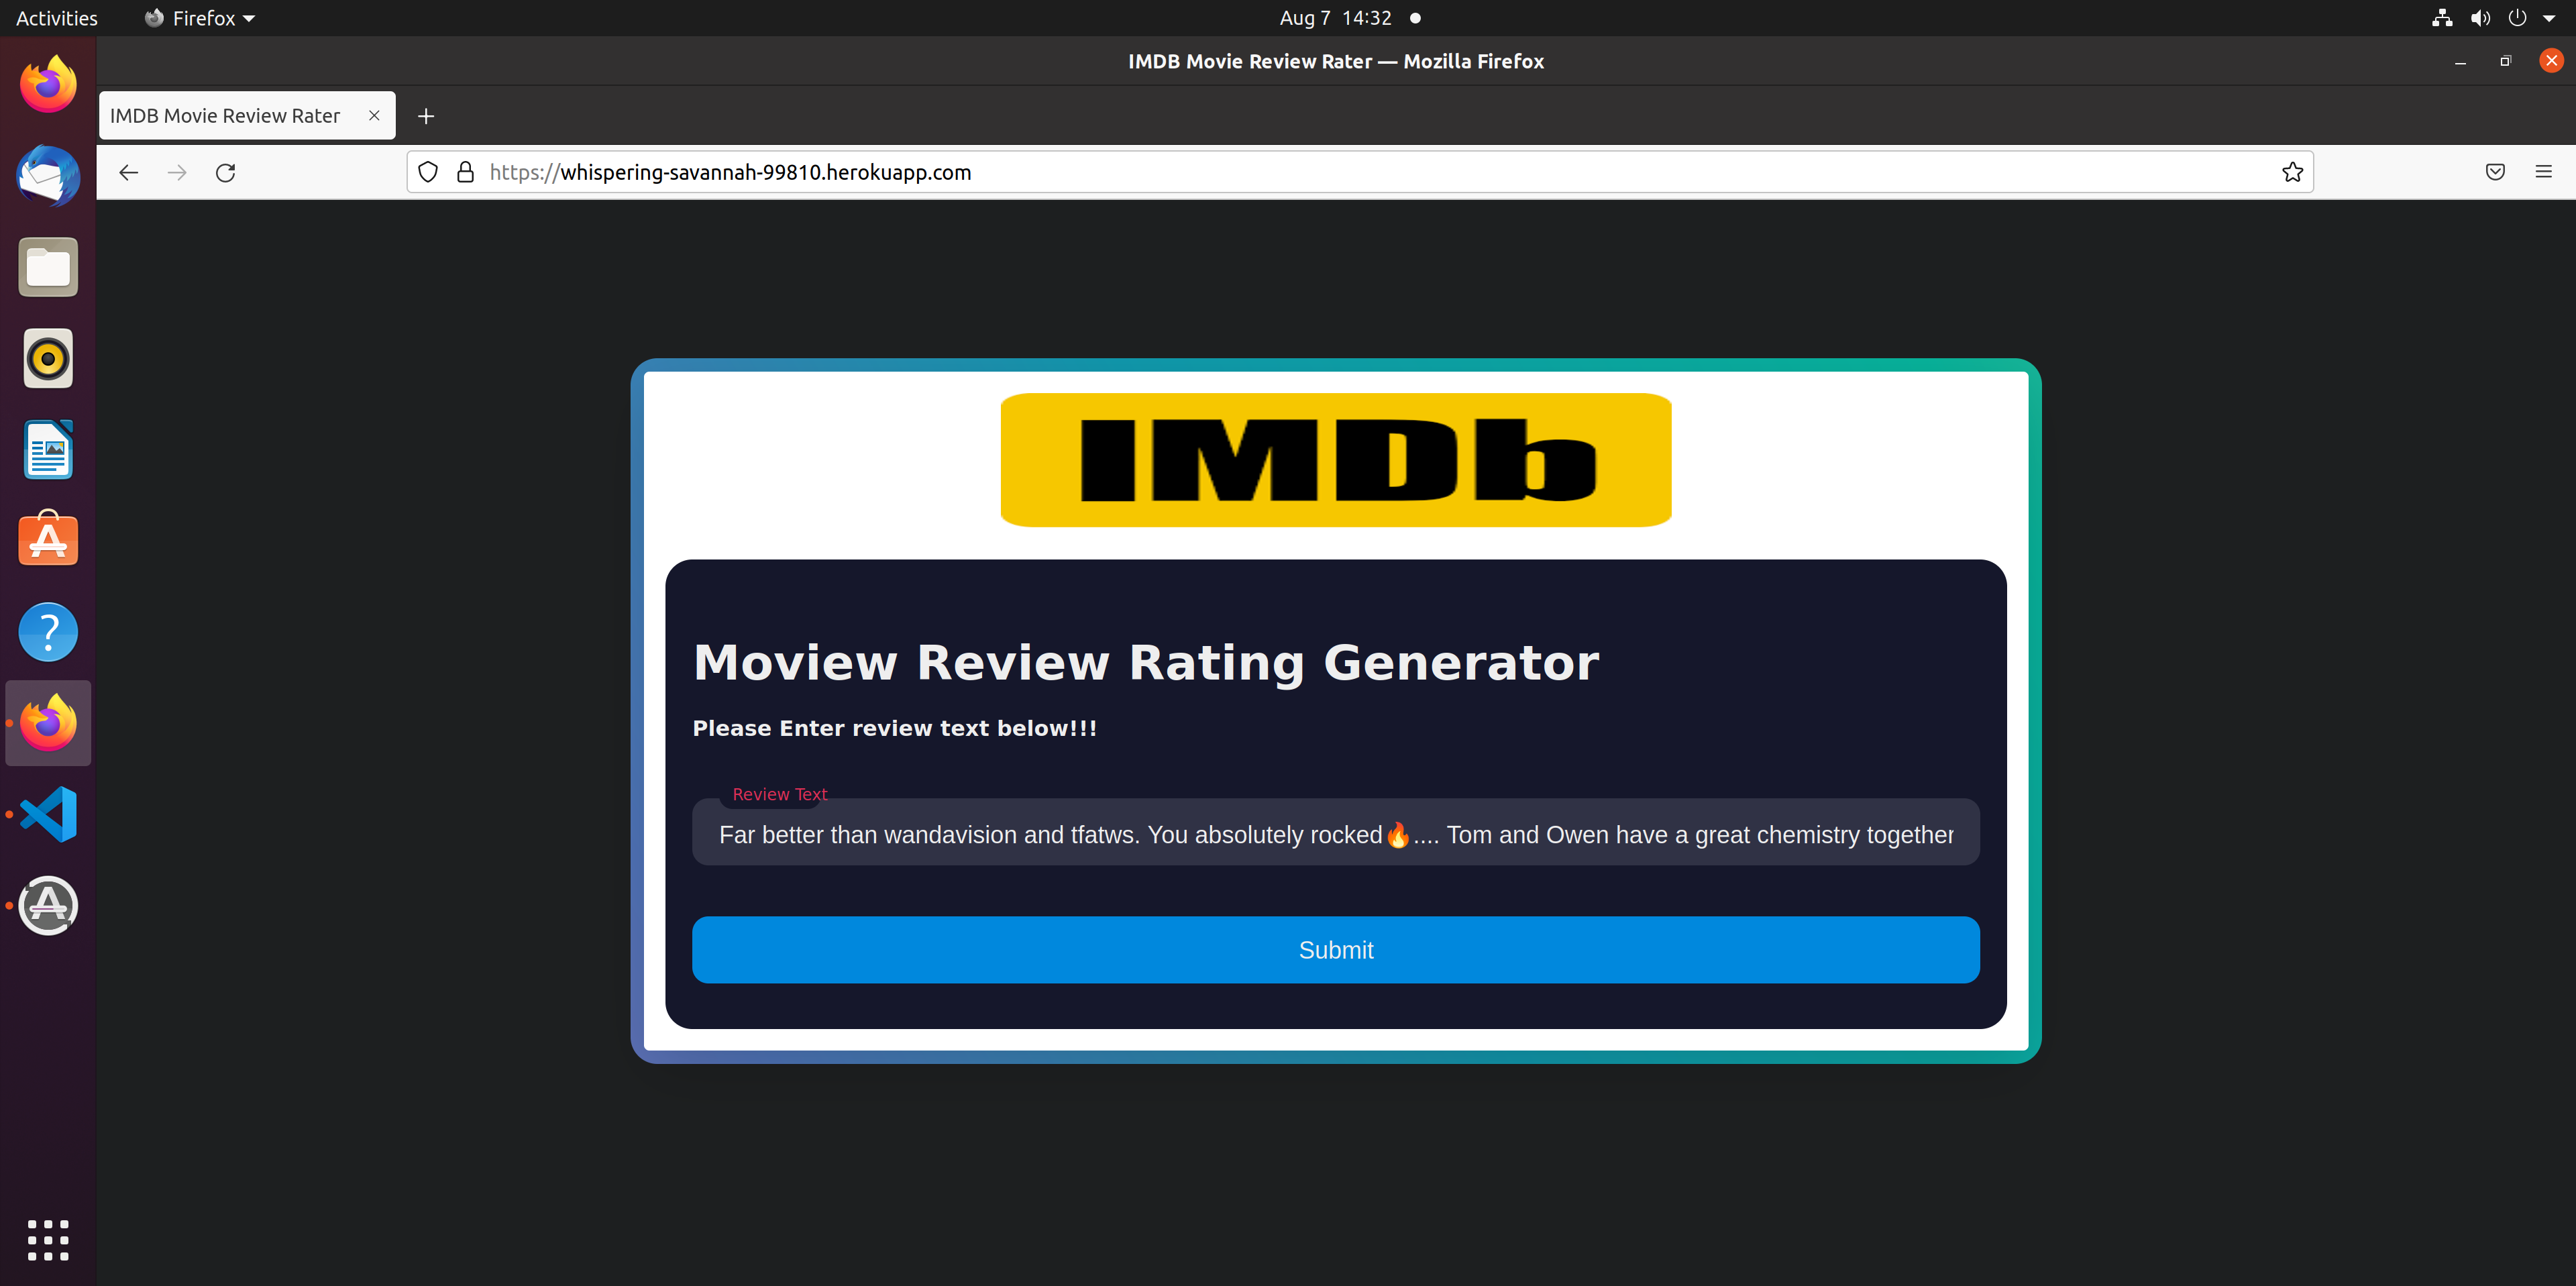 Activities
Firefox
Aug 7 14:32
IMDB Movie Review Rater — Mozilla Firefox
IMDB Movie Review Rater
https://whispering-savannah-99810.herokuapp.com
IMDb
Moview Review Rating Generator
Please Enter review text below!!!
Review Text
Far better than wandavision and tfatws. You absolutely rocked🔥.... Tom and Owen have a great chemistry together
Submit